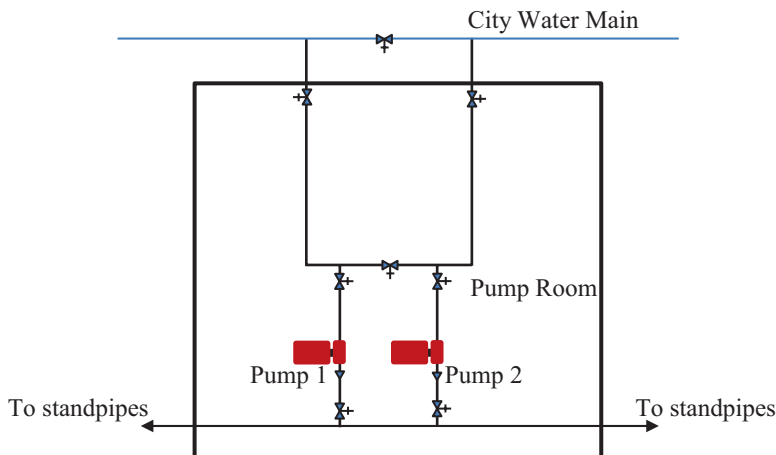 City Water Main
Pump Room
Pump 1
Pump 2
To standpipes
To standpipes